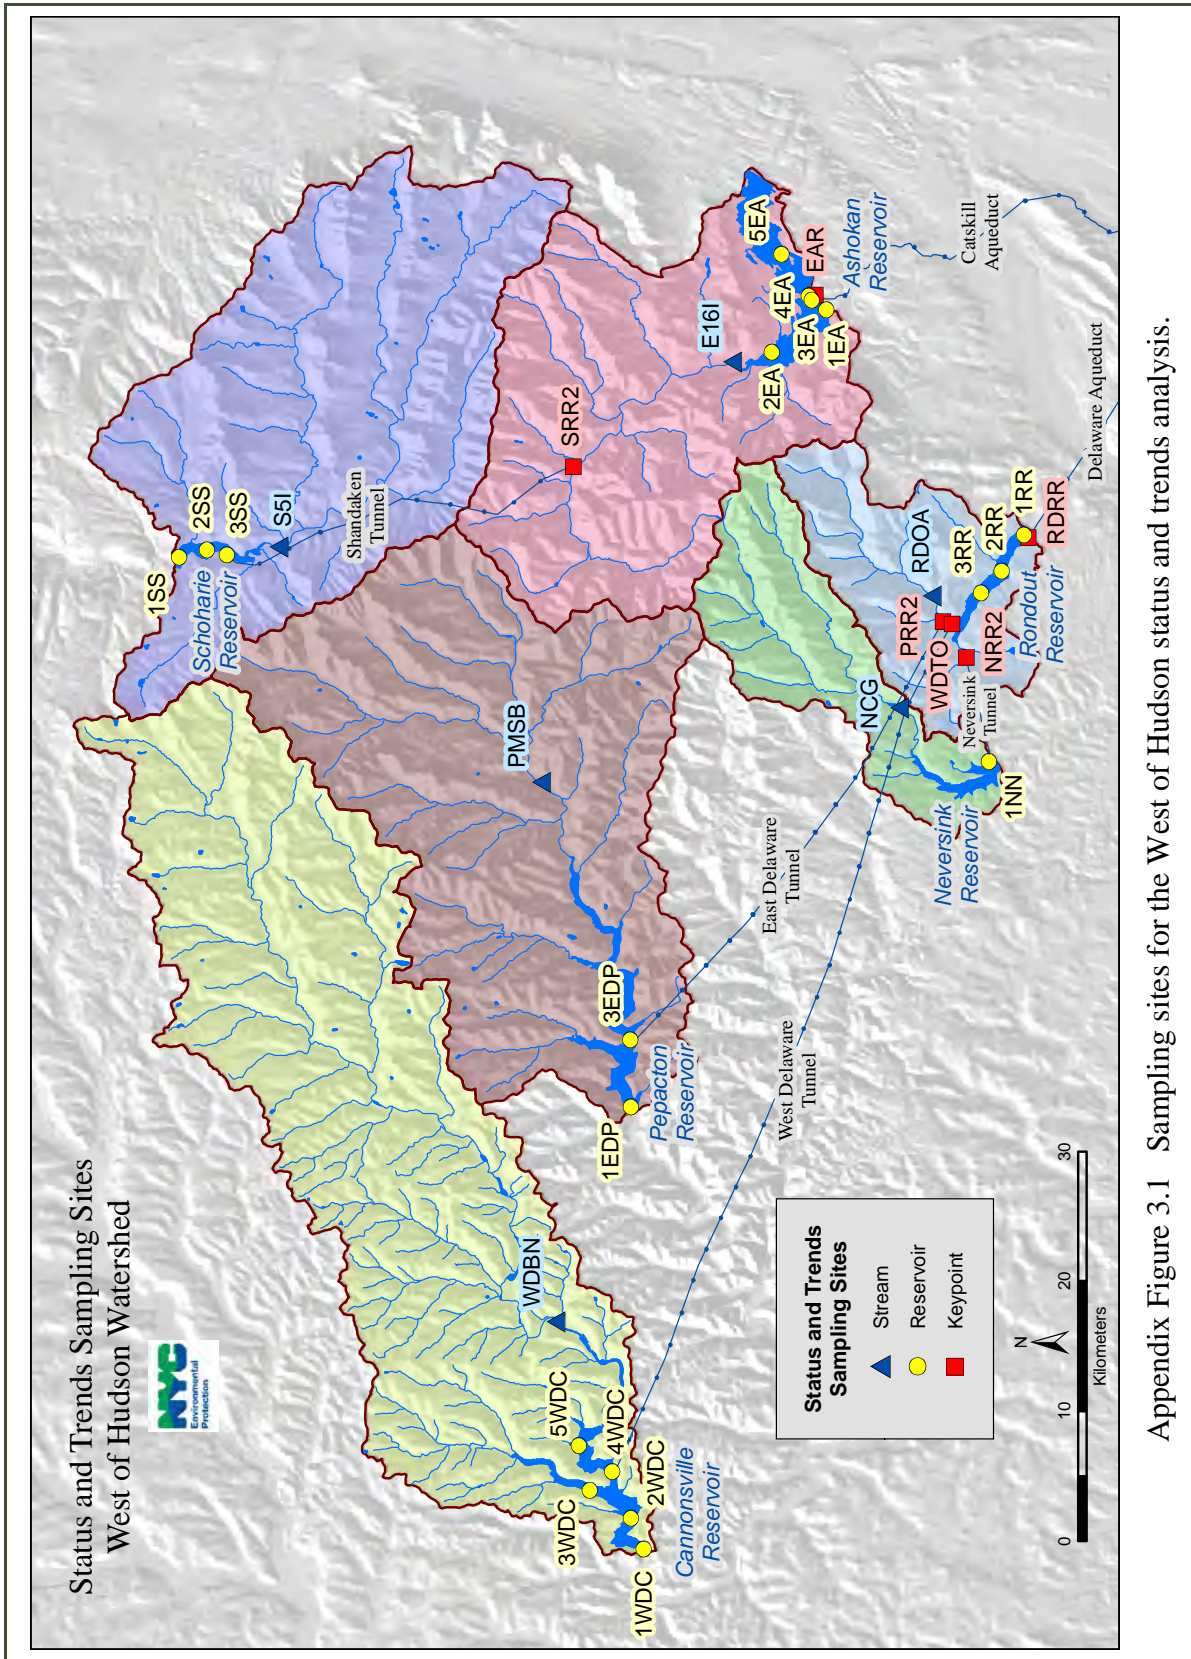 Status and Trends Sampling Sites
West of Hudson Watershed
NYC
Environmental
Protection
1SS
2SS
3SS
S5I
Schoharie
Reservoir
Shandaken
Tunnel
SRR2
E16I
5EA
4EA
EAR
3EA
2EA
1EA
Ashokan
Reservoir
Catskill
Aqueduct
PMSB
3EDP
1EDP
Pepacton
Reservoir
East Delaware
Tunnel
West Delaware
Tunnel
WDBN
5WDC
4WDC
3WDC
2WDC
1WDC
Cannonsville
Reservoir
NCG
1NN
Neversink
Reservoir
Neversink
Tunnel
RDOA
PRR2
WDTO
NRR2
3RR
2RR
1RR
RDRR
Rondout
Reservoir
Delaware Aqueduct
Status and Trends
Sampling Sites
Stream
Reservoir
Keypoint
N
0 10 20 30
Kilometers
Appendix Figure 3.1 Sampling sites for the West of Hudson status and trends analysis.